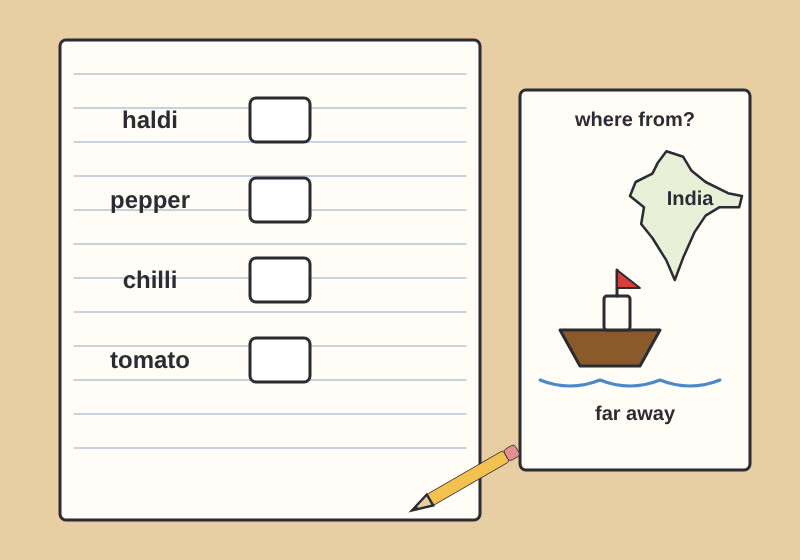 haldi
pepper
chilli
tomato
where from?
India
far away